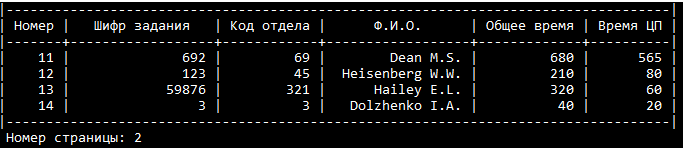 |-----------------------------------------------------------------------------------|
| Номер | Шифр задания | Код отдела | Ф.И.О. | Общее время | Время ЦП |
|-------+-----------------+------------+-----------------+-------------+----------|
| 11 | 692 | 69 | Dean M.S. | 680 | 565 |
| 12 | 123 | 45 | Heisenberg W.W. | 210 | 80 |
| 13 | 59876 | 321 | Hailey E.L. | 320 | 60 |
| 14 | 3 | 3 | Dolzhenko I.A. | 40 | 20 |
|-----------------------------------------------------------------------------------|
Номер страницы: 2